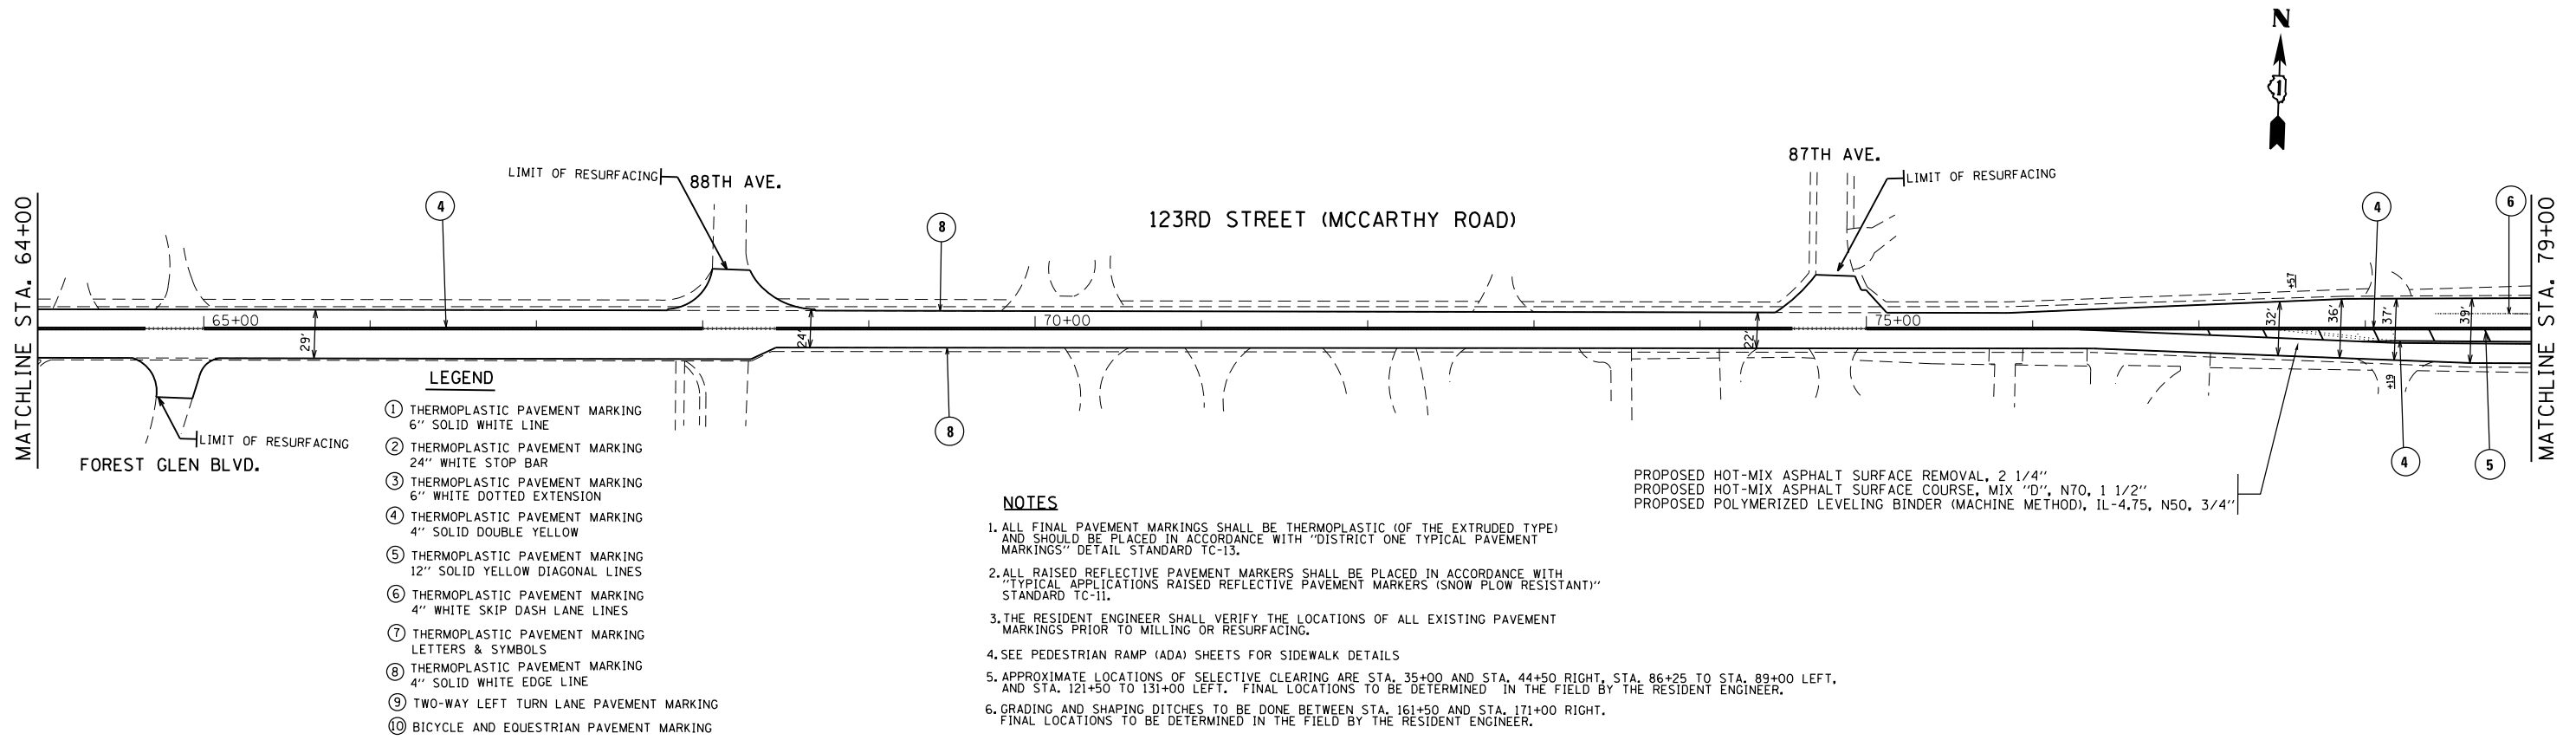 N
1
LIMIT OF RESURFACING
88TH AVE.
87TH AVE.
LIMIT OF RESURFACING
4
8
123RD STREET (MCCARTHY ROAD)
4
6
MATCHLINE STA. 64+00
MATCHLINE STA. 79+00
65+00
70+00
75+00
29'
24'
22'
32'
+57
36'
37'
39'
+19
LIMIT OF RESURFACING
FOREST GLEN BLVD.
8
4
5
LEGEND
1 THERMOPLASTIC PAVEMENT MARKING
6" SOLID WHITE LINE
2 THERMOPLASTIC PAVEMENT MARKING
24" WHITE STOP BAR
3 THERMOPLASTIC PAVEMENT MARKING
6" WHITE DOTTED EXTENSION
4 THERMOPLASTIC PAVEMENT MARKING
4" SOLID DOUBLE YELLOW
5 THERMOPLASTIC PAVEMENT MARKING
12" SOLID YELLOW DIAGONAL LINES
6 THERMOPLASTIC PAVEMENT MARKING
4" WHITE SKIP DASH LANE LINES
7 THERMOPLASTIC PAVEMENT MARKING
LETTERS & SYMBOLS
8 THERMOPLASTIC PAVEMENT MARKING
4" SOLID WHITE EDGE LINE
9 TWO-WAY LEFT TURN LANE PAVEMENT MARKING
10 BICYCLE AND EQUESTRIAN PAVEMENT MARKING
NOTES
1. ALL FINAL PAVEMENT MARKINGS SHALL BE THERMOPLASTIC (OF THE EXTRUDED TYPE)
AND SHOULD BE PLACED IN ACCORDANCE WITH "DISTRICT ONE TYPICAL PAVEMENT
MARKINGS" DETAIL STANDARD TC-13.
2. ALL RAISED REFLECTIVE PAVEMENT MARKERS SHALL BE PLACED IN ACCORDANCE WITH
"TYPICAL APPLICATIONS RAISED REFLECTIVE PAVEMENT MARKERS (SNOW PLOW RESISTANT)"
STANDARD TC-11.
3. THE RESIDENT ENGINEER SHALL VERIFY THE LOCATIONS OF ALL EXISTING PAVEMENT
MARKINGS PRIOR TO MILLING OR RESURFACING.
4. SEE PEDESTRIAN RAMP (ADA) SHEETS FOR SIDEWALK DETAILS
5. APPROXIMATE LOCATIONS OF SELECTIVE CLEARING ARE STA. 35+00 AND STA. 44+50 RIGHT, STA. 86+25 TO STA. 89+00 LEFT,
AND STA. 121+50 TO 131+00 LEFT. FINAL LOCATIONS TO BE DETERMINED IN THE FIELD BY THE RESIDENT ENGINEER.
6. GRADING AND SHAPING DITCHES TO BE DONE BETWEEN STA. 161+50 AND STA. 171+00 RIGHT.
FINAL LOCATIONS TO BE DETERMINED IN THE FIELD BY THE RESIDENT ENGINEER.
PROPOSED HOT-MIX ASPHALT SURFACE REMOVAL, 2 1/4"
PROPOSED HOT-MIX ASPHALT SURFACE COURSE, MIX "D", N70, 1 1/2"
PROPOSED POLYMERIZED LEVELING BINDER (MACHINE METHOD), IL-4.75, N50, 3/4"